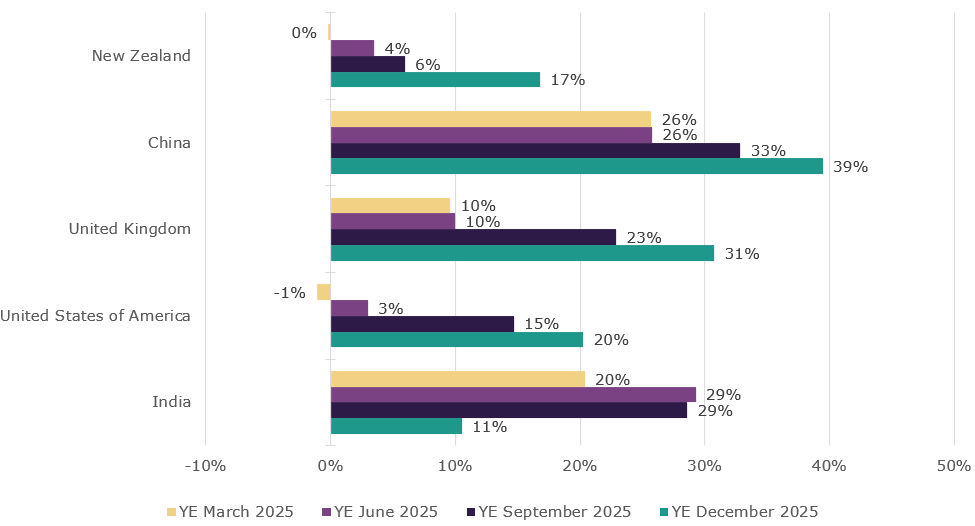 New Zealand
0%
4%
6%
17%
China
26%
26%
33%
39%
United Kingdom
10%
10%
23%
31%
United States of America
-1%
3%
15%
20%
India
20%
29%
29%
11%
-10% 0% 10% 20% 30% 40% 50%
YE March 2025 YE June 2025 YE September 2025 YE December 2025